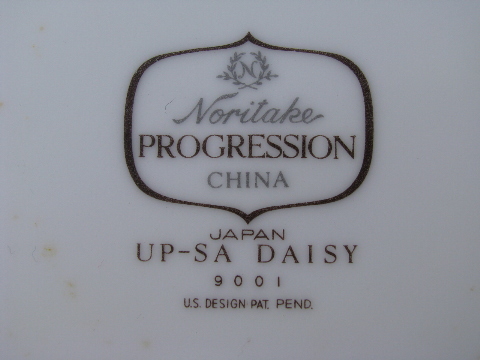 N
Noritake
PROGRESSION
CHINA
JAPAN
UP-SA DAISY
9001
U.S. DESIGN PAT. PEND.